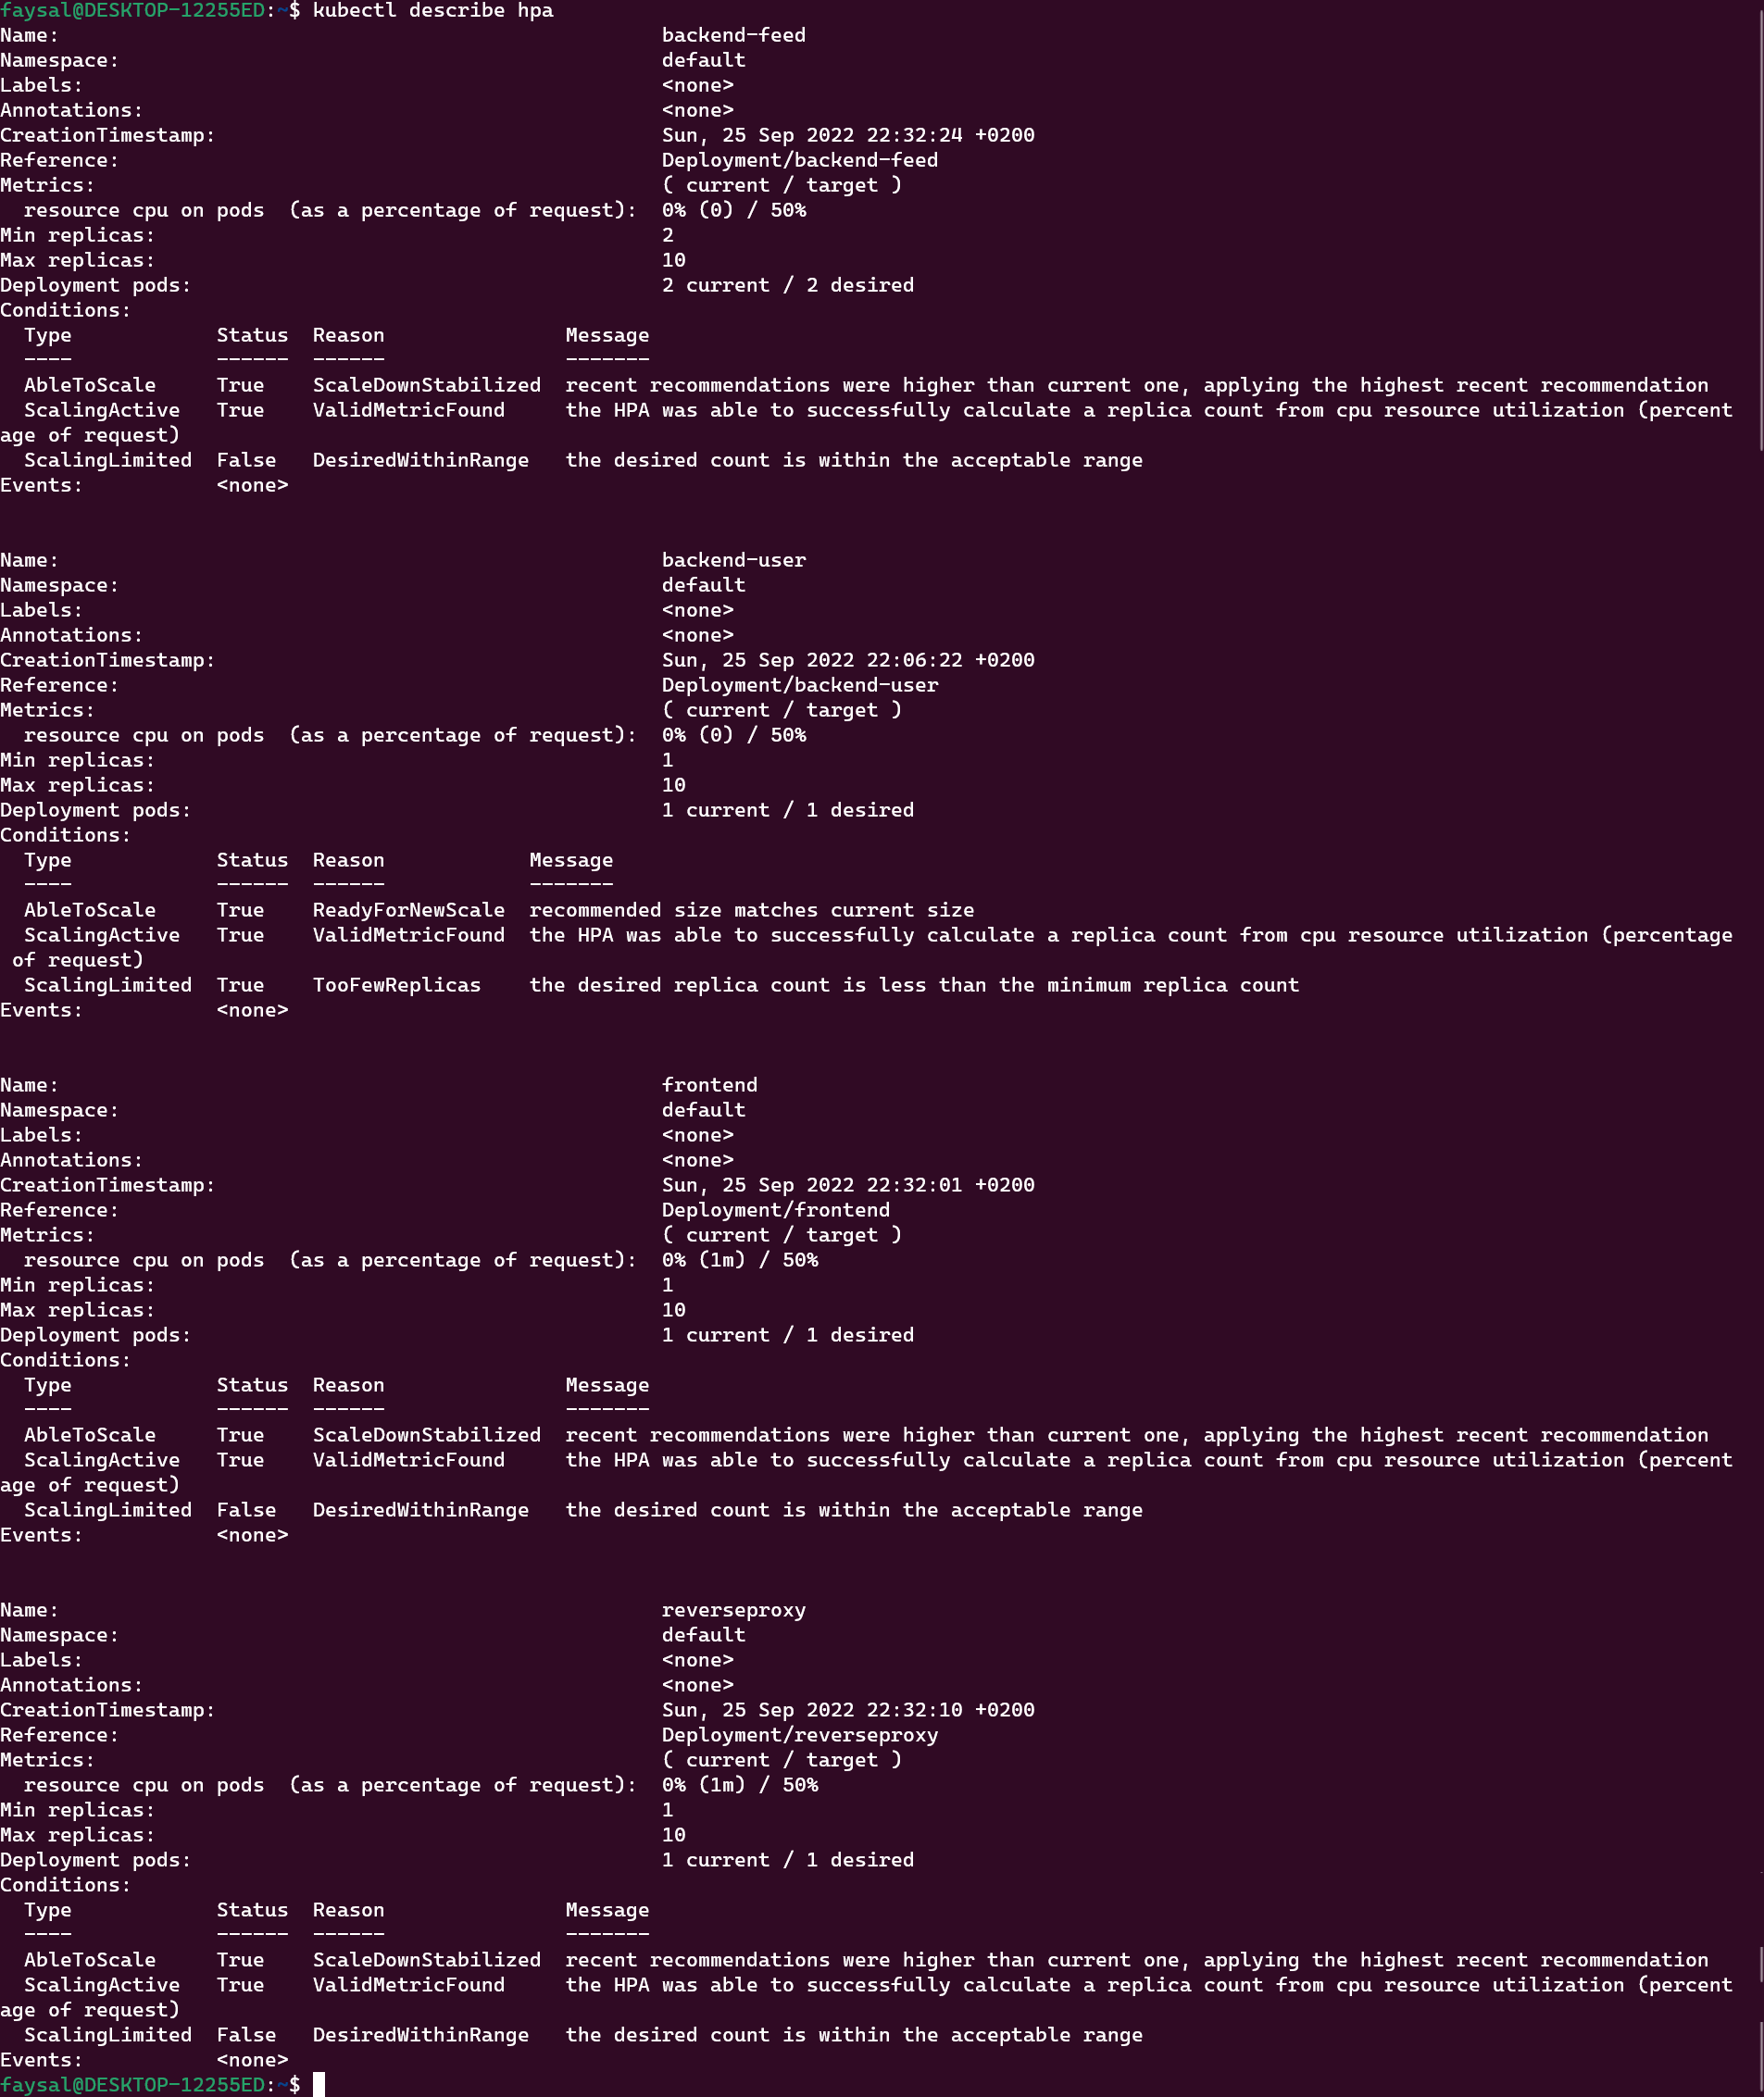 faysal@DESKTOP-12255ED:~$ kubectl describe hpa
Name:                                                  backend-feed
Namespace:                                             default
Labels:                                                <none>
Annotations:                                           <none>
CreationTimestamp:                                     Sun, 25 Sep 2022 22:32:24 +0200
Reference:                                             Deployment/backend-feed
Metrics:                                               ( current / target )
  resource cpu on pods  (as a percentage of request):  0% (0) / 50%
Min replicas:                                          2
Max replicas:                                          10
Deployment pods:                                       2 current / 2 desired
Conditions:
  Type            Status  Reason               Message
  ----            ------  ------               -------
  AbleToScale     True    ScaleDownStabilized  recent recommendations were higher than current one, applying the highest recent recommendation
  ScalingActive   True    ValidMetricFound     the HPA was able to successfully calculate a replica count from cpu resource utilization (percent
age of request)
  ScalingLimited  False   DesiredWithinRange   the desired count is within the acceptable range
Events:           <none>
Name:                                                  backend-user
Namespace:                                             default
Labels:                                                <none>
Annotations:                                           <none>
CreationTimestamp:                                     Sun, 25 Sep 2022 22:06:22 +0200
Reference:                                             Deployment/backend-user
Metrics:                                               ( current / target )
  resource cpu on pods  (as a percentage of request):  0% (0) / 50%
Min replicas:                                          1
Max replicas:                                          10
Deployment pods:                                       1 current / 1 desired
Conditions:
  Type            Status  Reason            Message
  ----            ------  ------            -------
  AbleToScale     True    ReadyForNewScale  recommended size matches current size
  ScalingActive   True    ValidMetricFound  the HPA was able to successfully calculate a replica count from cpu resource utilization (percentage
 of request)
  ScalingLimited  True    TooFewReplicas    the desired replica count is less than the minimum replica count
Events:           <none>
Name:                                                  frontend
Namespace:                                             default
Labels:                                                <none>
Annotations:                                           <none>
CreationTimestamp:                                     Sun, 25 Sep 2022 22:32:01 +0200
Reference:                                             Deployment/frontend
Metrics:                                               ( current / target )
  resource cpu on pods  (as a percentage of request):  0% (1m) / 50%
Min replicas:                                          1
Max replicas:                                          10
Deployment pods:                                       1 current / 1 desired
Conditions:
  Type            Status  Reason               Message
  ----            ------  ------               -------
  AbleToScale     True    ScaleDownStabilized  recent recommendations were higher than current one, applying the highest recent recommendation
  ScalingActive   True    ValidMetricFound     the HPA was able to successfully calculate a replica count from cpu resource utilization (percent
age of request)
  ScalingLimited  False   DesiredWithinRange   the desired count is within the acceptable range
Events:           <none>
Name:                                                  reverseproxy
Namespace:                                             default
Labels:                                                <none>
Annotations:                                           <none>
CreationTimestamp:                                     Sun, 25 Sep 2022 22:32:10 +0200
Reference:                                             Deployment/reverseproxy
Metrics:                                               ( current / target )
  resource cpu on pods  (as a percentage of request):  0% (1m) / 50%
Min replicas:                                          1
Max replicas:                                          10
Deployment pods:                                       1 current / 1 desired
Conditions:
  Type            Status  Reason               Message
  ----            ------  ------               -------
  AbleToScale     True    ScaleDownStabilized  recent recommendations were higher than current one, applying the highest recent recommendation
  ScalingActive   True    ValidMetricFound     the HPA was able to successfully calculate a replica count from cpu resource utilization (percent
age of request)
  ScalingLimited  False   DesiredWithinRange   the desired count is within the acceptable range
Events:           <none>
faysal@DESKTOP-12255ED:~$